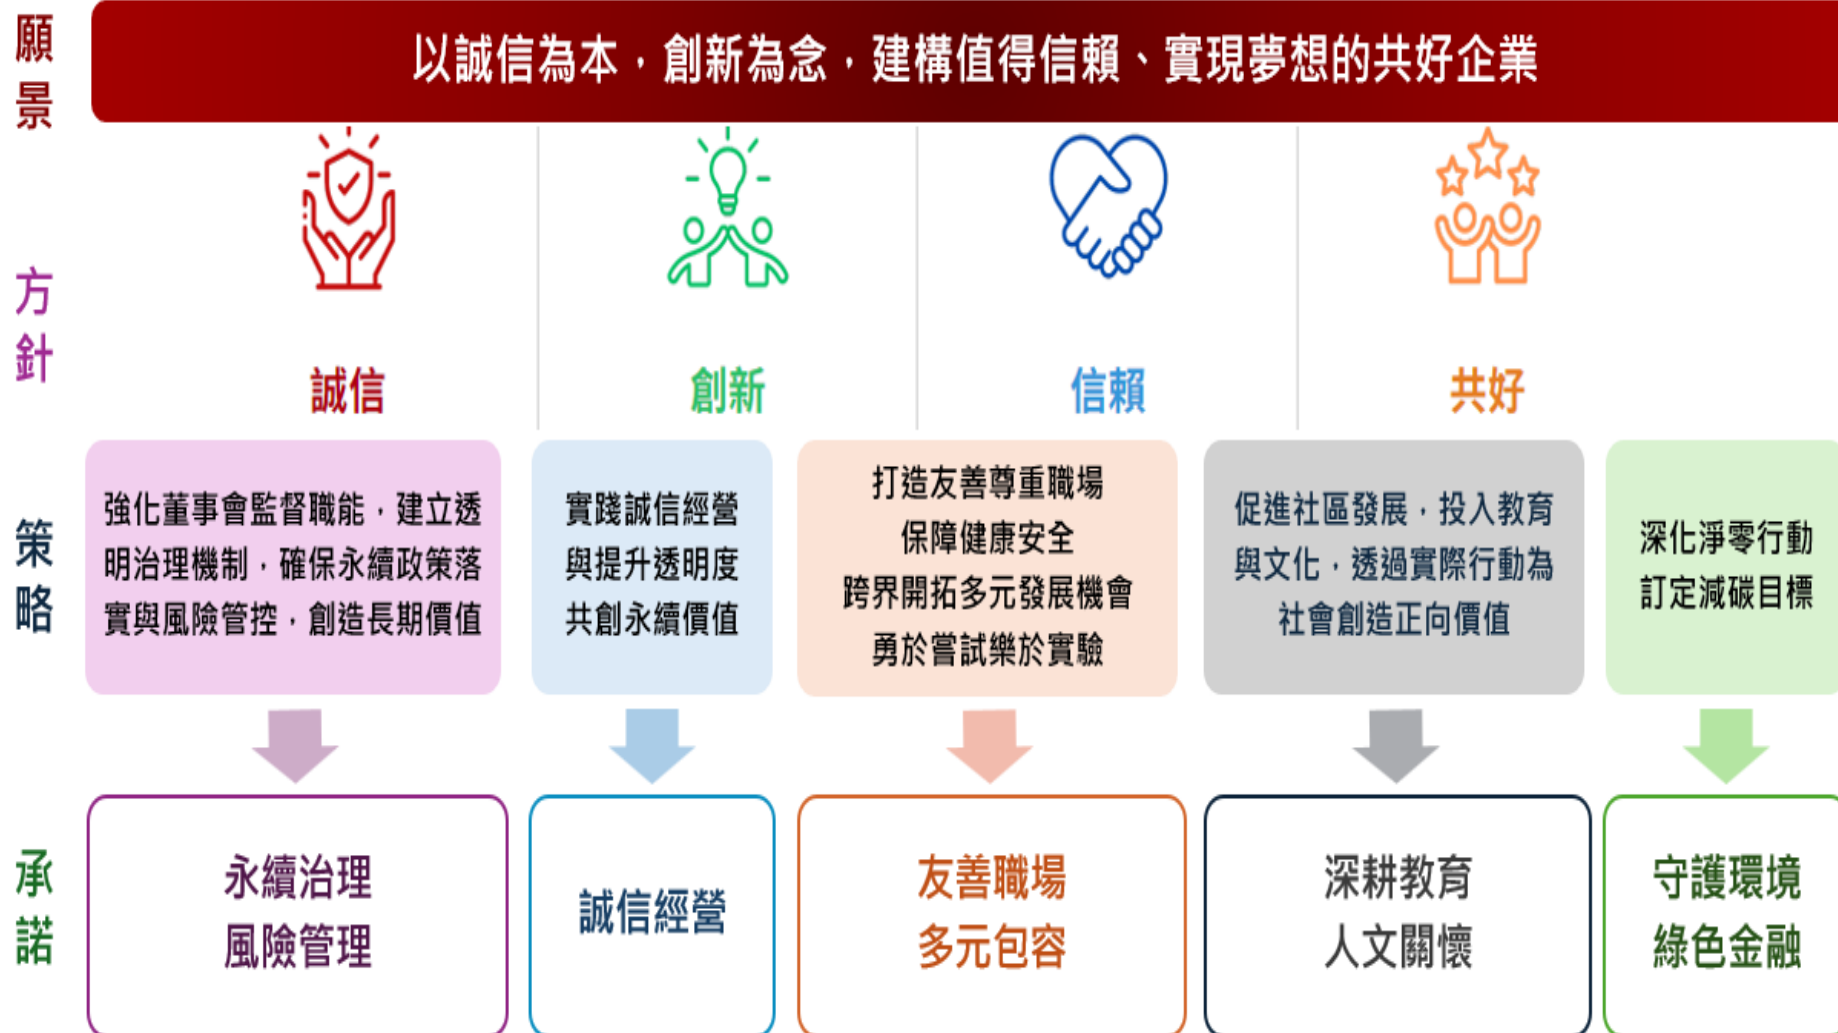 願景
以誠信為本，創新為念，建構值得信賴、實現夢想的共好企業
方針
誠信
創新
信賴
共好
策略
強化董事會監督職能，建立透
明治理機制，確保永續政策落
實與風險管控，創造長期價值
實踐誠信經營
與提升透明度
共創永續價值
打造友善尊重職場
保障健康安全
跨界開拓多元發展機會
勇於嘗試樂於實驗
促進社區發展，投入教育
與文化，透過實際行動為
社會創造正向價值
深化淨零行動
訂定減碳目標
承諾
永續治理
風險管理
誠信經營
友善職場
多元包容
深耕教育
人文關懷
守護環境
綠色金融